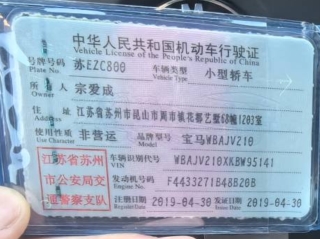 中华人民共和国机动车行驶证
Vehicle License of the People's Republic of China
号牌号码 苏EZC800 车辆类型 小型轿车
Plate No. Vehicle Type
所有人 宗爱成
Owner
住址 江苏省苏州市昆山市周市镇花都艺墅68幢1203室
Address
使用性质 非营运 品牌型号 宝马WBAJV210
Use Character Model
江苏省苏州 车辆识别代号 WBAJV210XKBW95141
VIN
市公安局交 发动机号码 F4433271B48B20B
Engine No.
通警察支队 注册日期 2019-04-30 发证日期 2019-04-30
Register Date Issue Date